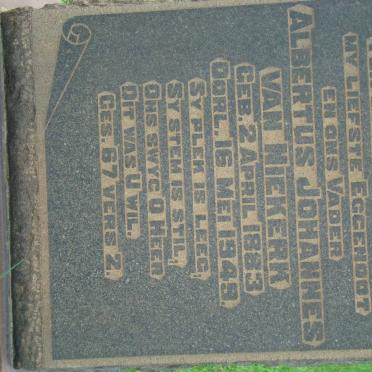 MY LIEFSTE EGGENOOT
EN ONS VADER
ALBERTUS JOHANNES
VAN NIEKERK
GEB. 2 APRIL 1883
OORL. 16 MEI 1949.
SY PLEK IS LEEG,
SY STEM IS STIL,
ONS SWYG O HEER
DIT WAS U WIL.
GES. 67 VERS 2.